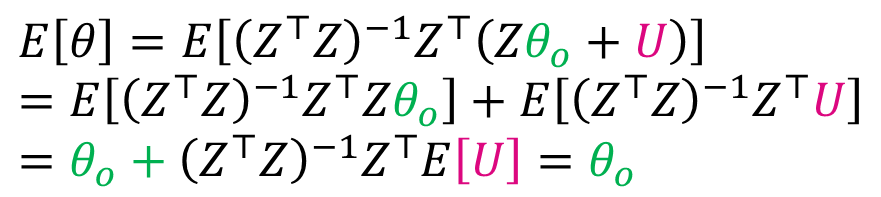 E[θ] = E[(Z⊤Z)⁻¹Z⊤(Zθₒ + U)]
= E[(Z⊤Z)⁻¹Z⊤Zθₒ] + E[(Z⊤Z)⁻¹Z⊤U]
= θₒ + (Z⊤Z)⁻¹Z⊤E[U] = θₒ